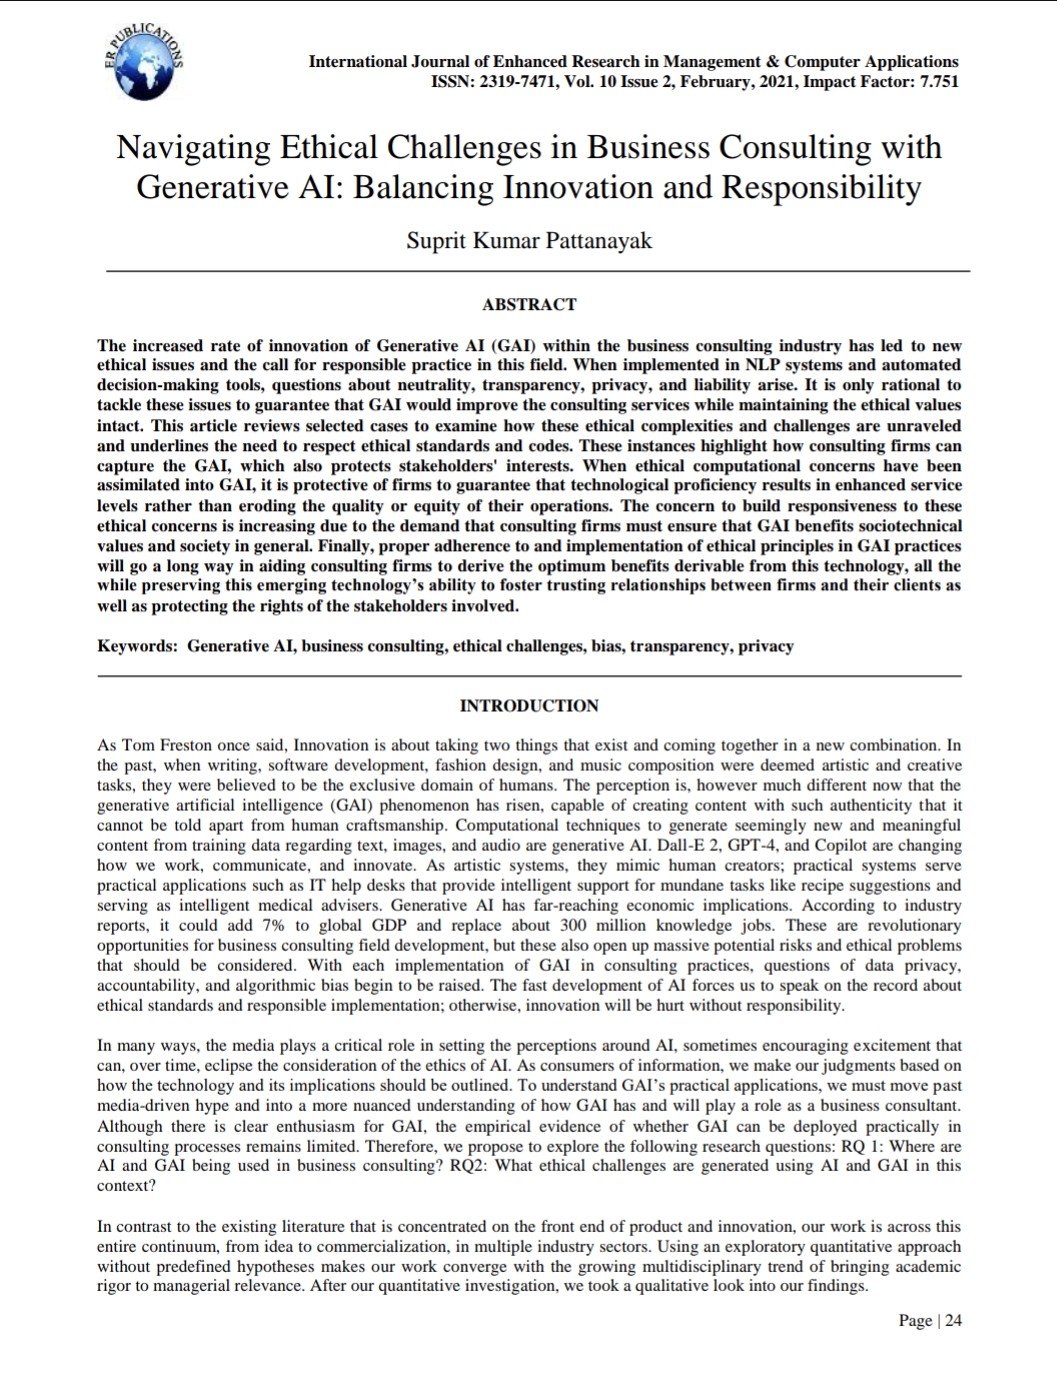 ER PUBLICATIONS
International Journal of Enhanced Research in Management & Computer Applications
ISSN: 2319-7471, Vol. 10 Issue 2, February, 2021, Impact Factor: 7.751
Navigating Ethical Challenges in Business Consulting with
Generative AI: Balancing Innovation and Responsibility
Suprit Kumar Pattanayak
ABSTRACT
The increased rate of innovation of Generative AI (GAI) within the business consulting industry has led to new
ethical issues and the call for responsible practice in this field. When implemented in NLP systems and automated
decision-making tools, questions about neutrality, transparency, privacy, and liability arise. It is only rational to
tackle these issues to guarantee that GAI would improve the consulting services while maintaining the ethical values
intact. This article reviews selected cases to examine how these ethical complexities and challenges are unraveled
and underlines the need to respect ethical standards and codes. These instances highlight how consulting firms can
capture the GAI, which also protects stakeholders' interests. When ethical computational concerns have been
assimilated into GAI, it is protective of firms to guarantee that technological proficiency results in enhanced service
levels rather than eroding the quality or equity of their operations. The concern to build responsiveness to these
ethical concerns is increasing due to the demand that consulting firms must ensure that GAI benefits sociotechnical
values and society in general. Finally, proper adherence to and implementation of ethical principles in GAI practices
will go a long way in aiding consulting firms to derive the optimum benefits derivable from this technology, all the
while preserving this emerging technology’s ability to foster trusting relationships between firms and their clients as
well as protecting the rights of the stakeholders involved.
Keywords: Generative AI, business consulting, ethical challenges, bias, transparency, privacy
INTRODUCTION
As Tom Freston once said, Innovation is about taking two things that exist and coming together in a new combination. In
the past, when writing, software development, fashion design, and music composition were deemed artistic and creative
tasks, they were believed to be the exclusive domain of humans. The perception is, however much different now that the
generative artificial intelligence (GAI) phenomenon has risen, capable of creating content with such authenticity that it
cannot be told apart from human craftsmanship. Computational techniques to generate seemingly new and meaningful
content from training data regarding text, images, and audio are generative AI. Dall-E 2, GPT-4, and Copilot are changing
how we work, communicate, and innovate. As artistic systems, they mimic human creators; practical systems serve
practical applications such as IT help desks that provide intelligent support for mundane tasks like recipe suggestions and
serving as intelligent medical advisers. Generative AI has far-reaching economic implications. According to industry
reports, it could add 7% to global GDP and replace about 300 million knowledge jobs. These are revolutionary
opportunities for business consulting field development, but these also open up massive potential risks and ethical problems
that should be considered. With each implementation of GAI in consulting practices, questions of data privacy,
accountability, and algorithmic bias begin to be raised. The fast development of AI forces us to speak on the record about
ethical standards and responsible implementation; otherwise, innovation will be hurt without responsibility.
In many ways, the media plays a critical role in setting the perceptions around AI, sometimes encouraging excitement that
can, over time, eclipse the consideration of the ethics of AI. As consumers of information, we make our judgments based on
how the technology and its implications should be outlined. To understand GAI’s practical applications, we must move past
media-driven hype and into a more nuanced understanding of how GAI has and will play a role as a business consultant.
Although there is clear enthusiasm for GAI, the empirical evidence of whether GAI can be deployed practically in
consulting processes remains limited. Therefore, we propose to explore the following research questions: RQ 1: Where are
AI and GAI being used in business consulting? RQ2: What ethical challenges are generated using AI and GAI in this
context?
In contrast to the existing literature that is concentrated on the front end of product and innovation, our work is across this
entire continuum, from idea to commercialization, in multiple industry sectors. Using an exploratory quantitative approach
without predefined hypotheses makes our work converge with the growing multidisciplinary trend of bringing academic
rigor to managerial relevance. After our quantitative investigation, we took a qualitative look into our findings.
Page | 24